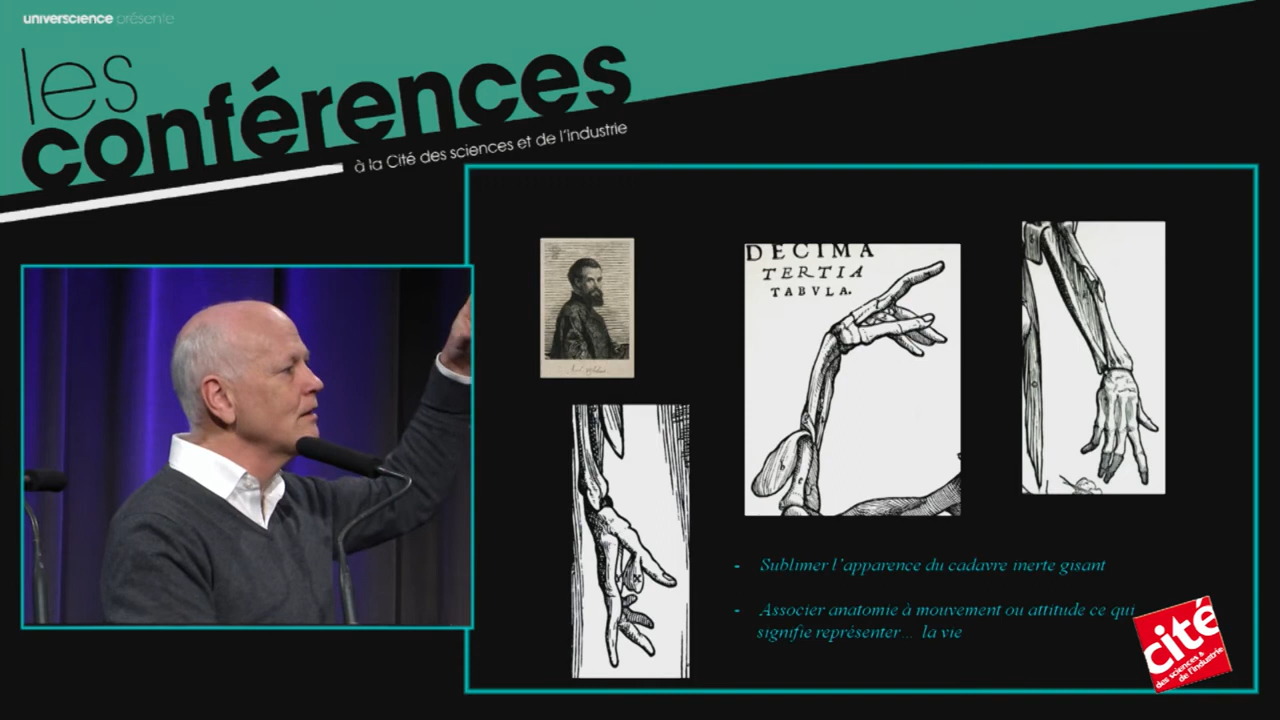 universcience présente
les
conférences
à la Cité des sciences et de l'industrie
DECIMA
TERTIA
TABVLA.
- Sublimer l'apparence du cadavre inerte gisant
- Associer anatomie à mouvement ou attitude ce qui
signifie représenter... la vie
cité
des sciences &
de l'industrie